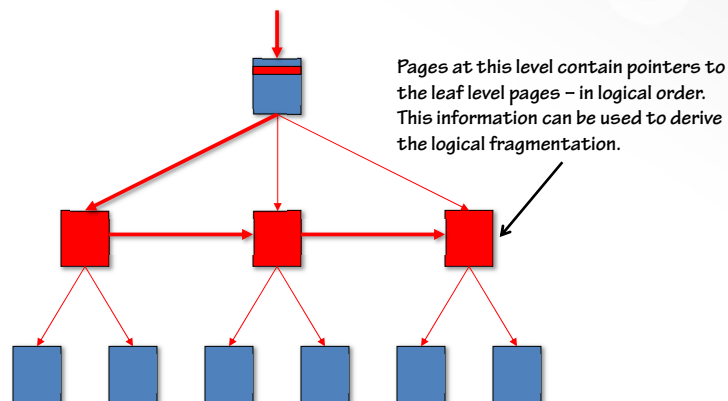 Pages at this level contain pointers to
the leaf level pages – in logical order.
This information can be used to derive
the logical fragmentation.